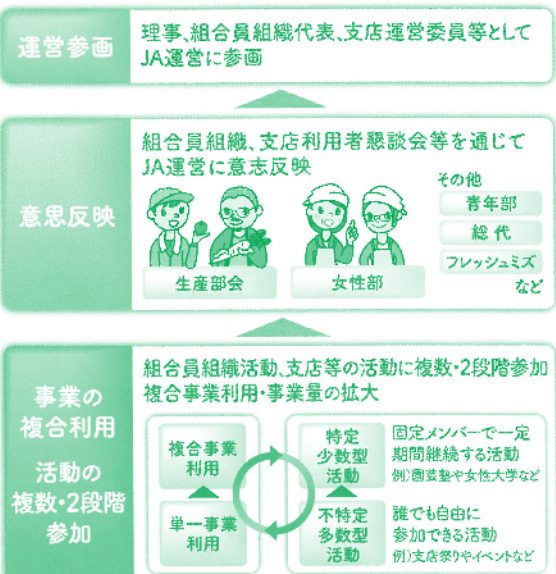 運営参画
理事、組合員組織代表、支店運営委員等として
JA運営に参画
意思反映
組合員組織、支店利用者懇談会等を通じて
JA運営に意志反映
生産部会
女性部
その他
青年部
総代
フレッシュミズ
など
事業の
複合利用
活動の
複数・2段階
参加
組合員組織活動、支店等の活動に複数・2段階参加
複合事業利用・事業量の拡大
複合事業
利用
単一事業
利用
特定
少数型
活動
固定メンバーで一定
期間継続する活動
例)園芸塾や女性大学など
不特定
多数型
活動
誰でも自由に
参加できる活動
例)支店祭りやイベントなど